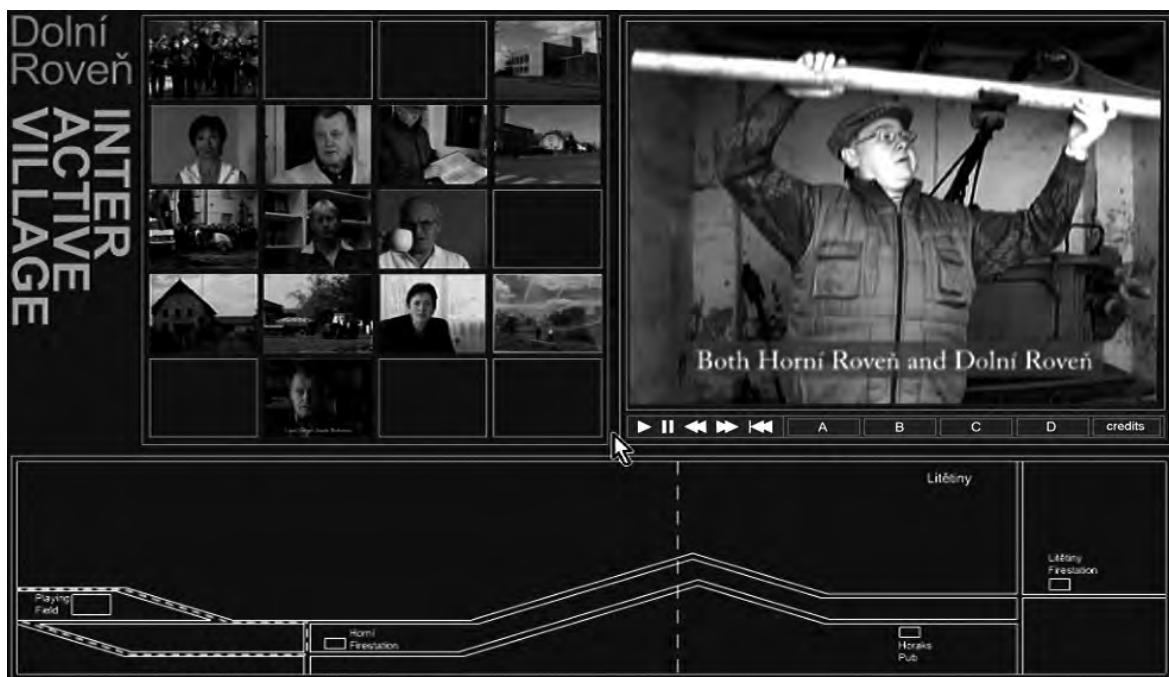 Dolní
Roveň
INTER
ACTIVE
VILLAGE
Both Horní Roveň and Dolní Roveň
A
B
C
D
credits
Litětiny
Litětiny
Firestation
Playing
Field
Horní
Firestation
Horaks
Pub